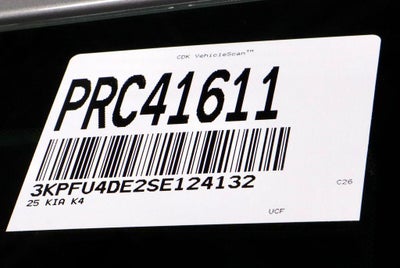 CDK VehicleScan™
PRC41611
3KPFU4DE2SE124132
25 KIA K4
C26
UCF